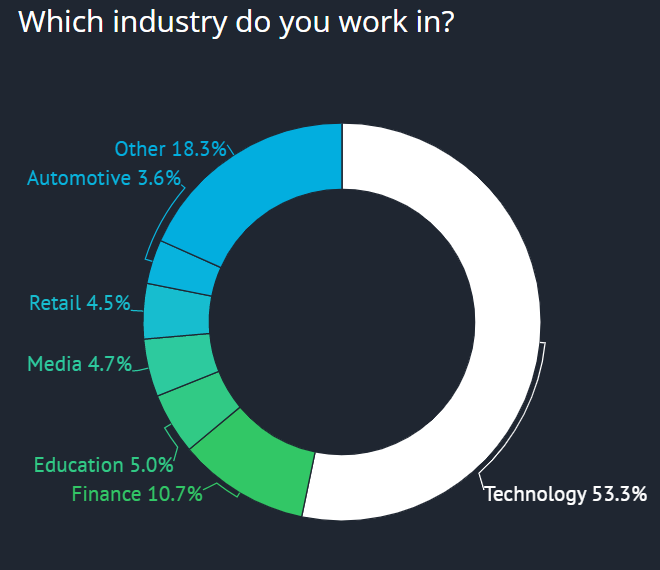 Which industry do you work in?
Other 18.3%
Automotive 3.6%
Retail 4.5%
Media 4.7%
Education 5.0%
Finance 10.7%
Technology 53.3%